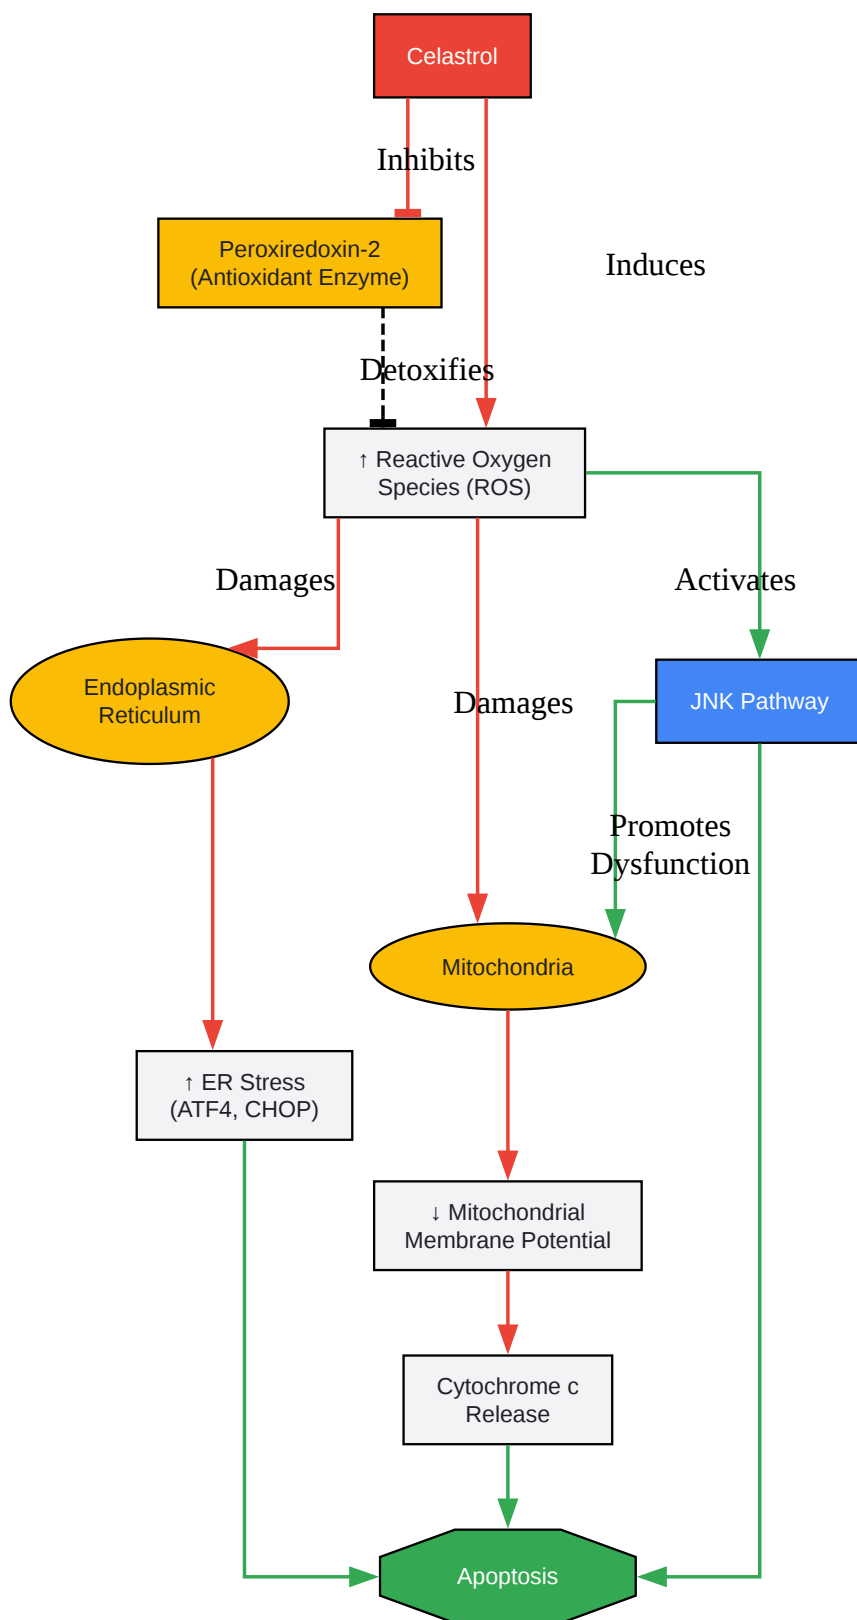 Celastrol
Inhibits
Peroxiredoxin-2
(Antioxidant Enzyme)
Induces
Detoxifies
↑ Reactive Oxygen
Species (ROS)
Damages
Activates
Endoplasmic
Reticulum
Damages
JNK Pathway
Promotes
Dysfunction
Mitochondria
↑ ER Stress
(ATF4, CHOP)
↓ Mitochondrial
Membrane Potential
Cytochrome c
Release
Apoptosis